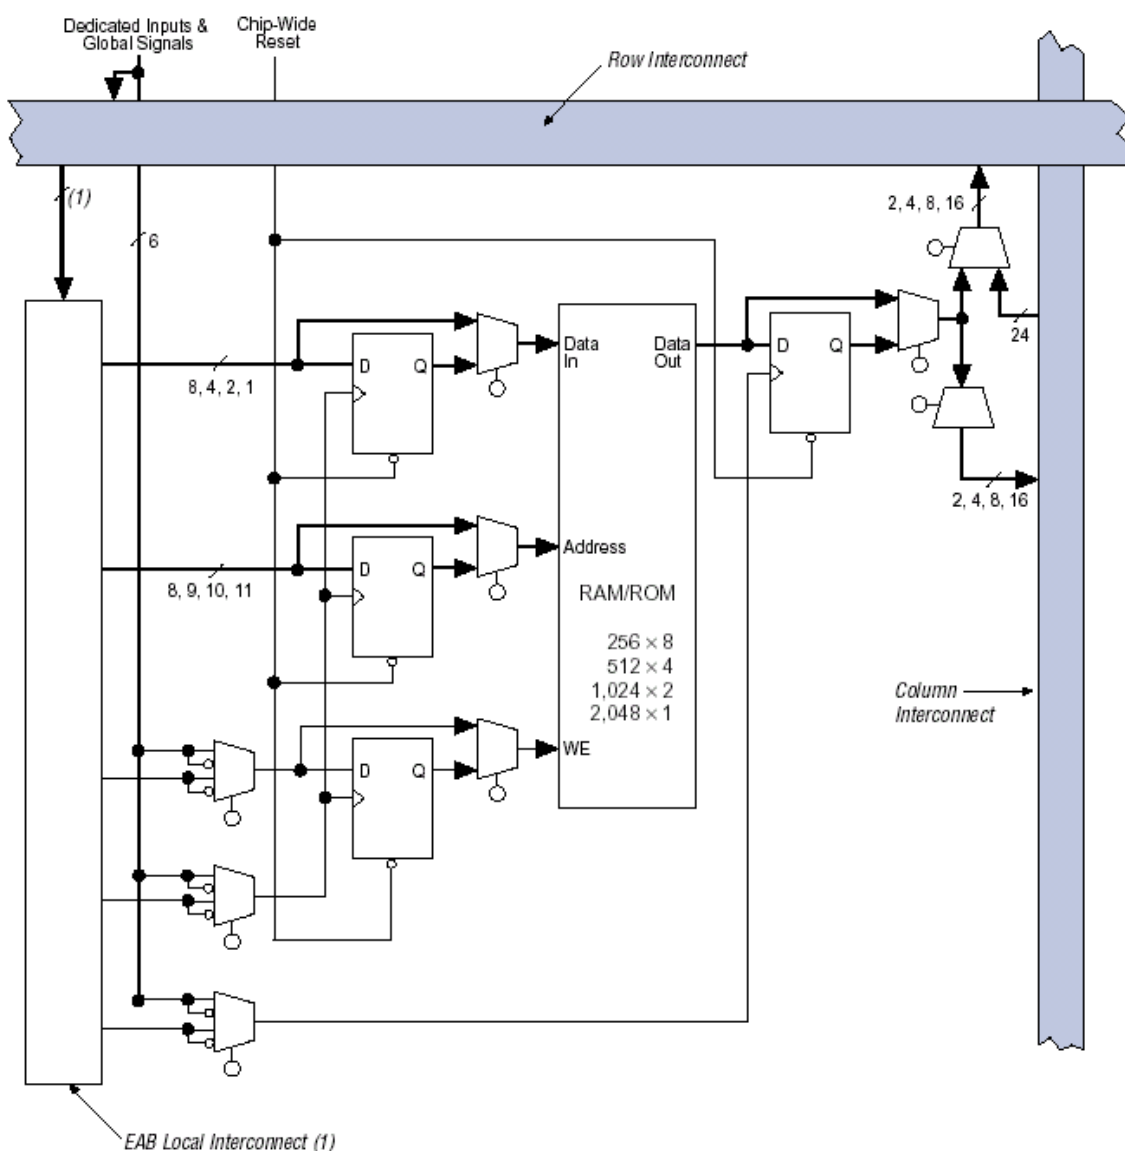 Dedicated Inputs &
Global Signals
Chip-Wide
Reset
Row Interconnect
(1)
6
2, 4, 8, 16
24
8, 4, 2, 1
D
Q
Data
In
Data
Out
D
Q
2, 4, 8, 16
8, 9, 10, 11
D
Q
Address
RAM/ROM
256 × 8
512 × 4
1,024 × 2
2,048 × 1
Column
Interconnect
D
Q
WE
EAB Local Interconnect (1)